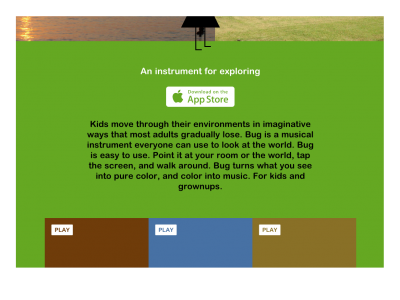 An instrument for exploring
Download on the
App Store
Kids move through their environments in imaginative
ways that most adults gradually lose. Bug is a musical
instrument everyone can use to look at the world. Bug
is easy to use. Point it at your room or the world, tap
the screen, and walk around. Bug turns what you see
into pure color, and color into music. For kids and
grownups.
PLAY
PLAY
PLAY